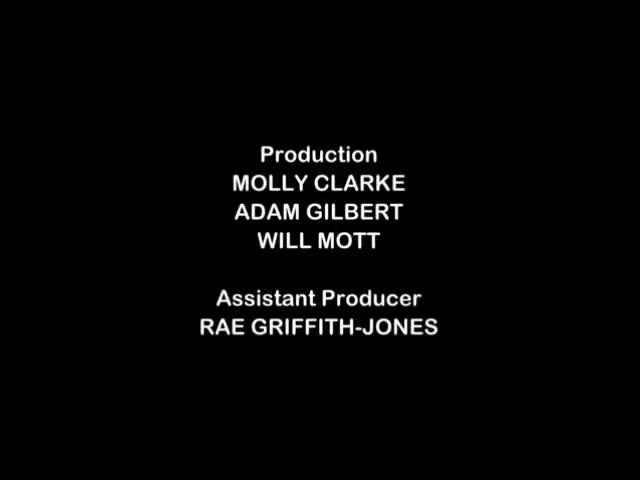 Production
MOLLY CLARKE
ADAM GILBERT
WILL MOTT
Assistant Producer
RAE GRIFFITH-JONES